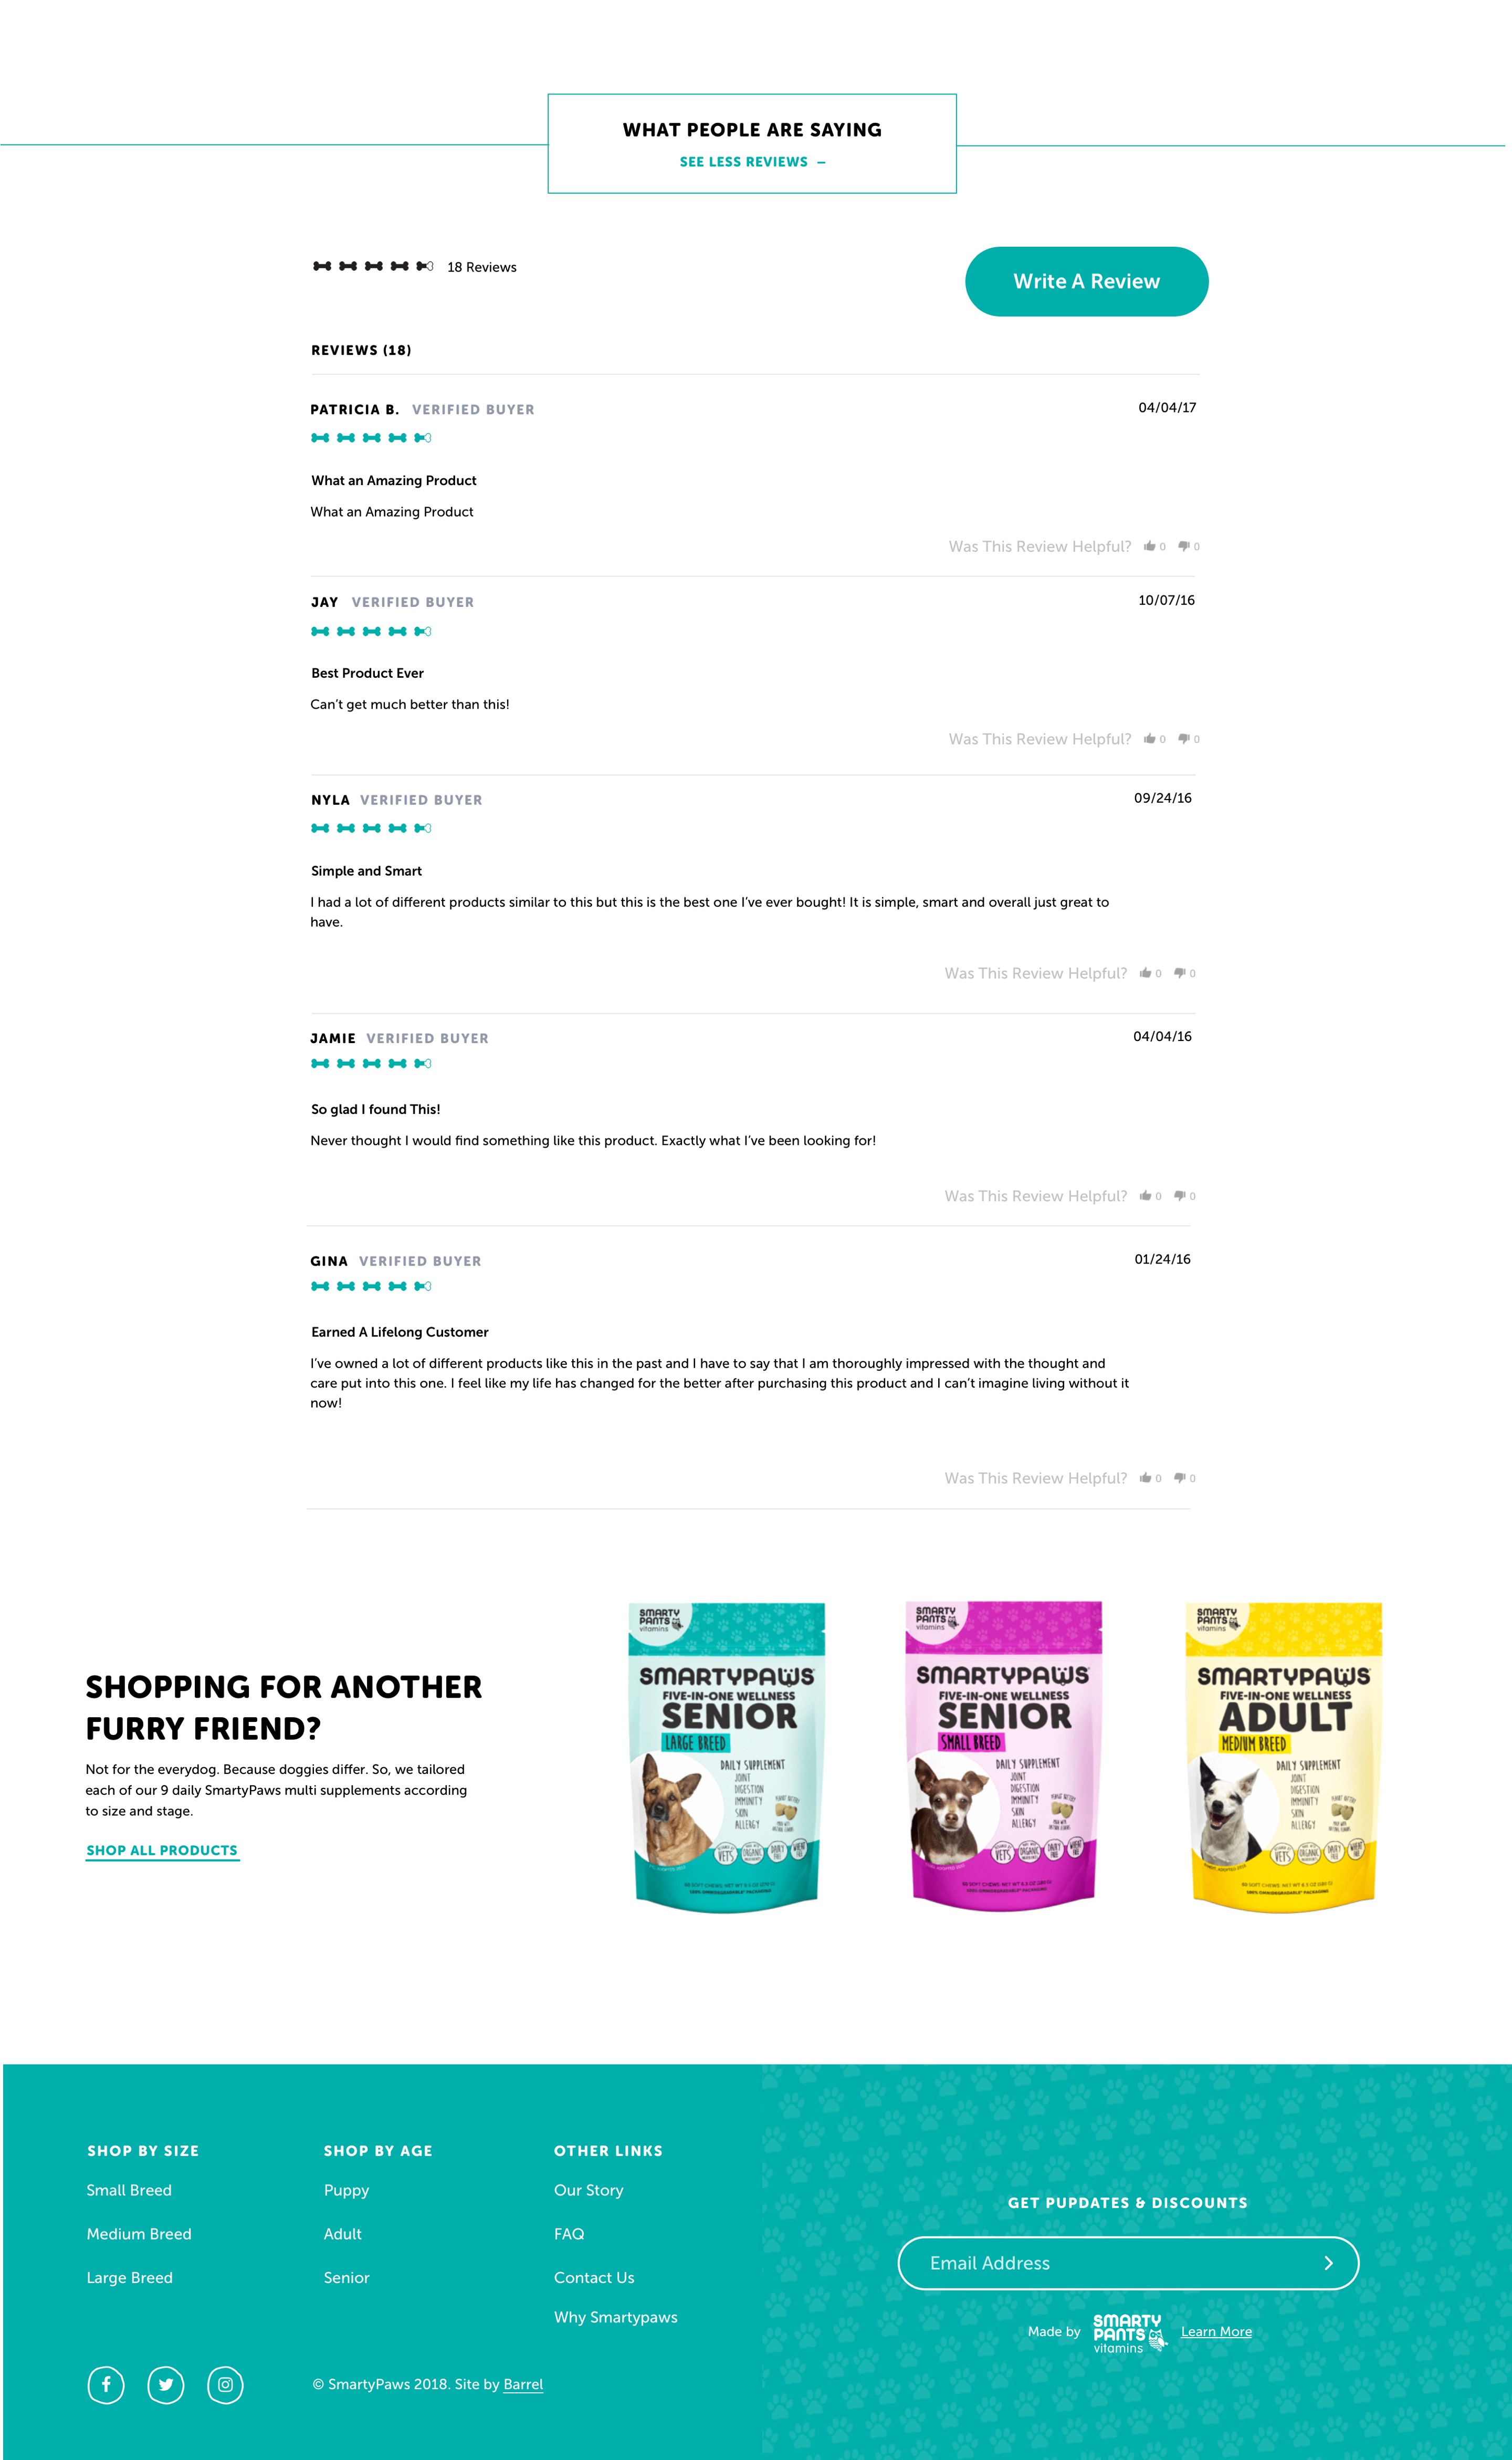 WHAT PEOPLE ARE SAYING
SEE LESS REVIEWS –
18 Reviews
Write A Review
REVIEWS (18)
PATRICIA B. VERIFIED BUYER 04/04/17
What an Amazing Product
What an Amazing Product
Was This Review Helpful? 0 0
JAY VERIFIED BUYER 10/07/16
Best Product Ever
Can’t get much better than this!
Was This Review Helpful? 0 0
NYLA VERIFIED BUYER 09/24/16
Simple and Smart
I had a lot of different products similar to this but this is the best one I’ve ever bought! It is simple, smart and overall just great to
have.
Was This Review Helpful? 0 0
JAMIE VERIFIED BUYER 04/04/16
So glad I found This!
Never thought I would find something like this product. Exactly what I’ve been looking for!
Was This Review Helpful? 0 0
GINA VERIFIED BUYER 01/24/16
Earned A Lifelong Customer
I’ve owned a lot of different products like this in the past and I have to say that I am thoroughly impressed with the thought and
care put into this one. I feel like my life has changed for the better after purchasing this product and I can’t imagine living without it
now!
Was This Review Helpful? 0 0
SHOPPING FOR ANOTHER
FURRY FRIEND?
Not for the everydog. Because doggies differ. So, we tailored
each of our 9 daily SmartyPaws multi supplements according
to size and stage.
SHOP ALL PRODUCTS
SMARTY
PANTS
vitamins
SMARTYPAWS
FIVE-IN-ONE WELLNESS
SENIOR
LARGE BREED
DAILY SUPPLEMENT
JOINT
DIGESTION
IMMUNITY
SKIN
ALLERGY
VETS
ORGANIC
DAIRY
WHEAT
SMARTY
PANTS
vitamins
SMARTYPAWS
FIVE-IN-ONE WELLNESS
SENIOR
SMALL BREED
DAILY SUPPLEMENT
JOINT
DIGESTION
IMMUNITY
SKIN
ALLERGY
VETS
ORGANIC
DAIRY
WHEAT
SMARTY
PANTS
vitamins
SMARTYPAWS
FIVE-IN-ONE WELLNESS
ADULT
MEDIUM BREED
DAILY SUPPLEMENT
JOINT
DIGESTION
IMMUNITY
SKIN
ALLERGY
VETS
ORGANIC
DAIRY
WHEAT
SHOP BY SIZE
Small Breed
Medium Breed
Large Breed
SHOP BY AGE
Puppy
Adult
Senior
OTHER LINKS
Our Story
FAQ
Contact Us
Why Smartypaws
GET PUPDATES & DISCOUNTS
Email Address
Made by SMARTY PANTS vitamins Learn More
© SmartyPaws 2018. Site by Barrel